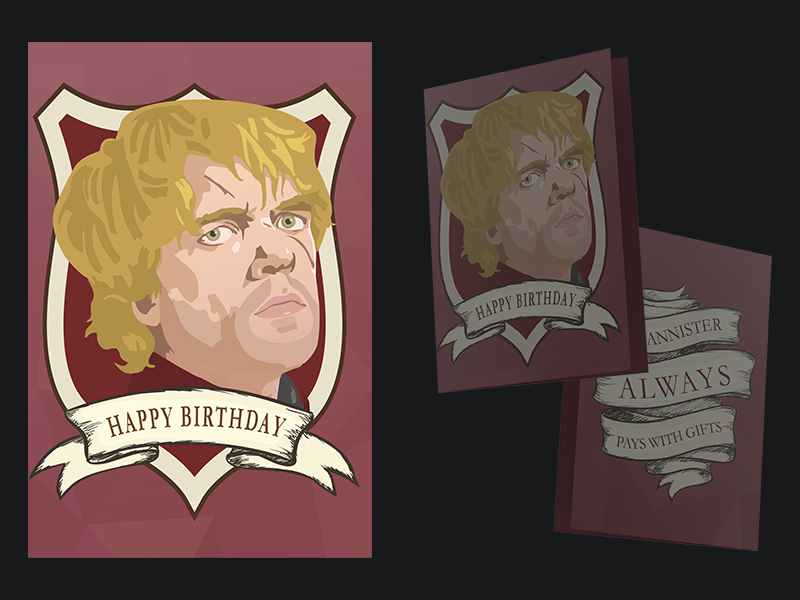 HAPPY BIRTHDAY
HAPPY BIRTHDAY
ANNISTER
ALWAYS
PAYS WITH GIFTS